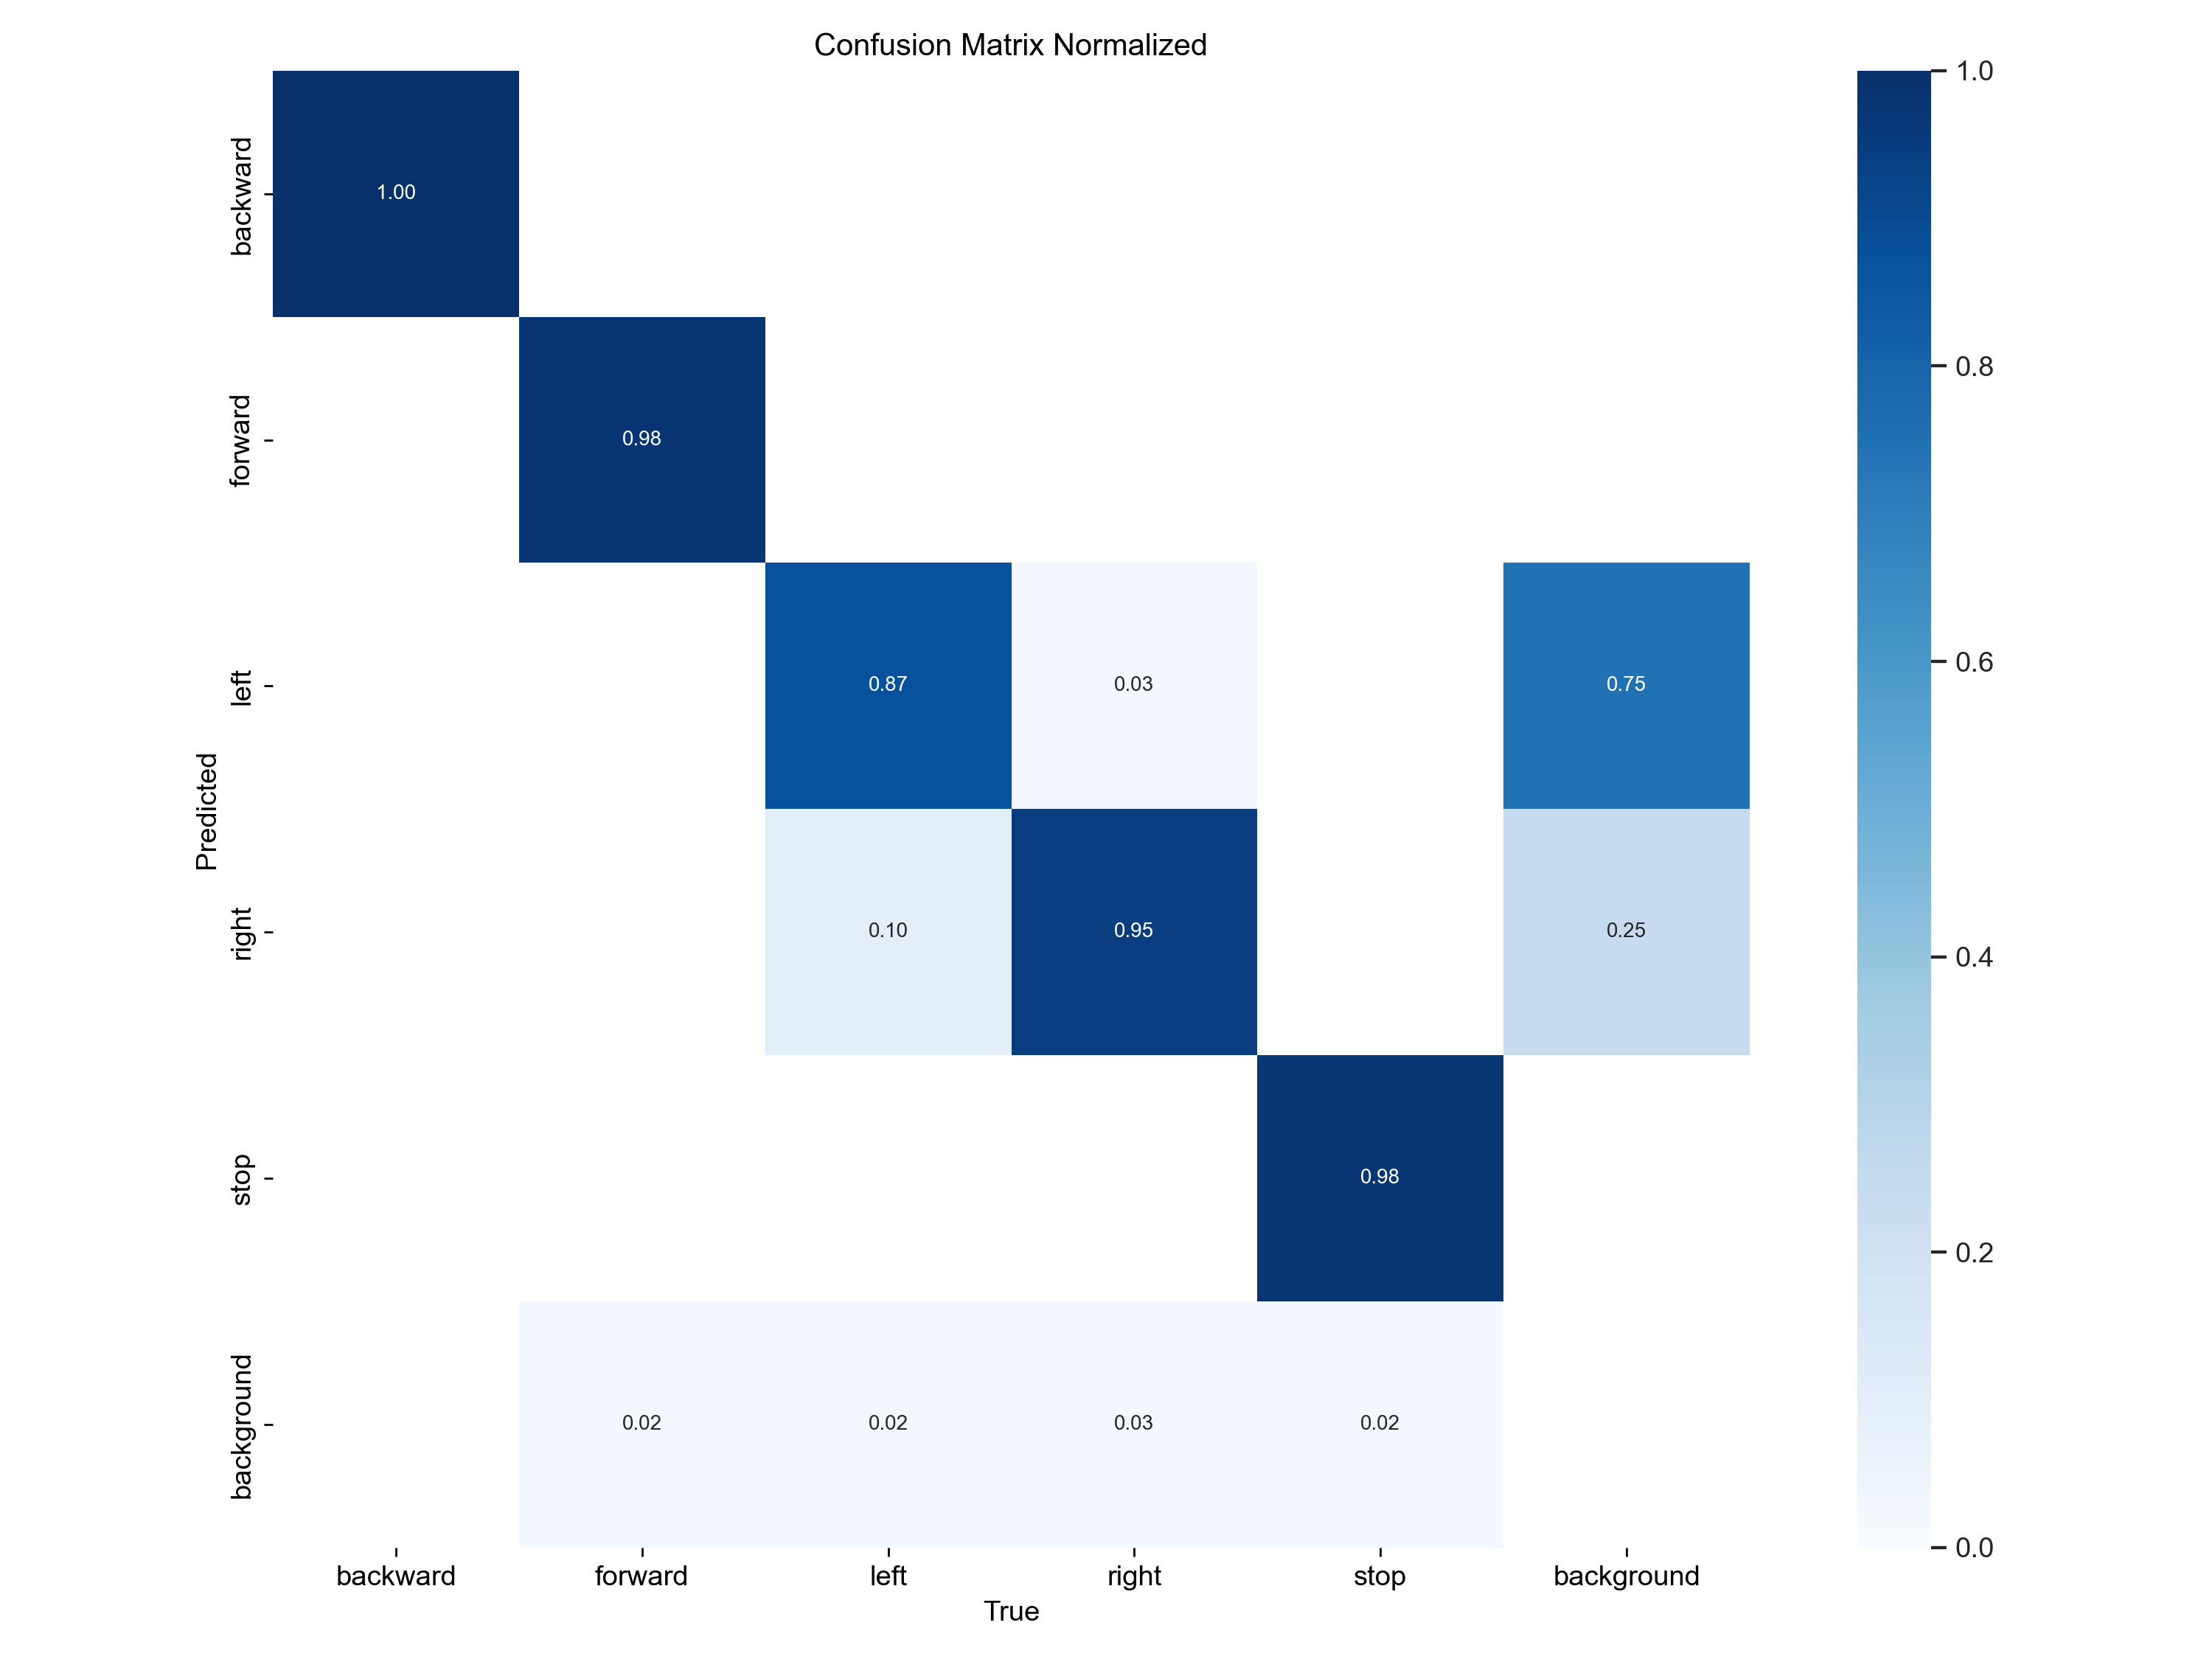 Confusion Matrix Normalized
1.0
backward
1.00
forward
0.98
0.8
left
0.87 0.03 0.75
0.6
Predicted
right
0.10 0.95 0.25
0.4
stop
0.98
0.2
background
0.02 0.02 0.03 0.02
0.0
backward forward left right stop background
True